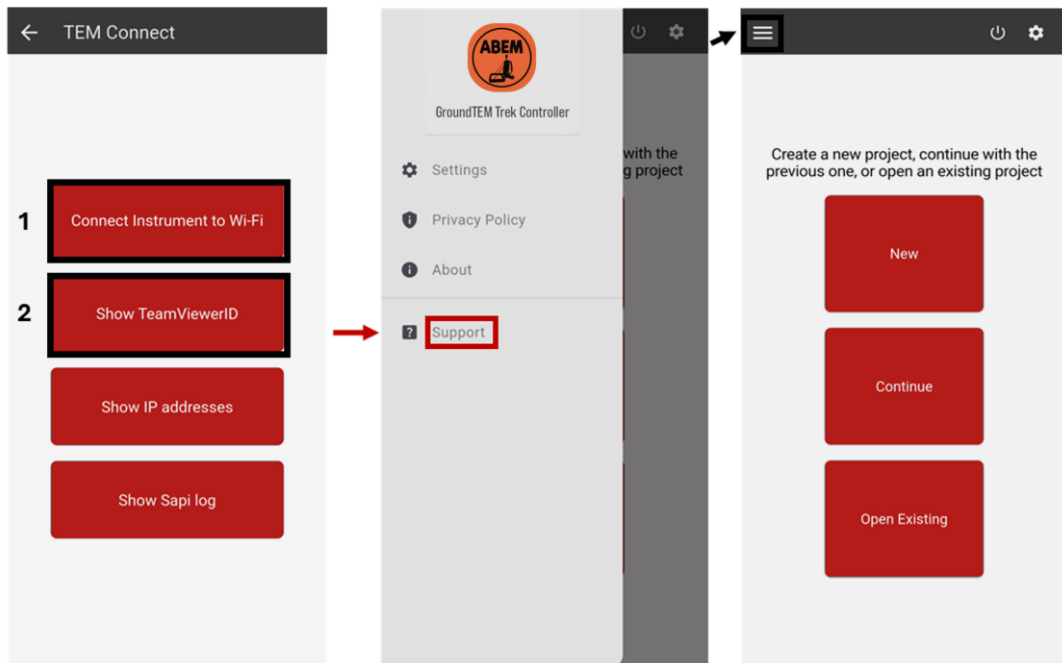 TEM Connect
1
Connect Instrument to Wi-Fi
2
Show TeamViewerID
Show IP addresses
Show Sapi log
ABEM
GroundTEM Trek Controller
Settings
Privacy Policy
About
Support
with the
g project
Create a new project, continue with the
previous one, or open an existing project
New
Continue
Open Existing